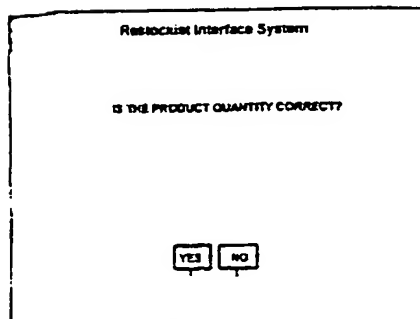 Restockist Interface System
IS THE PRODUCT QUANTITY CORRECT?
YES NO